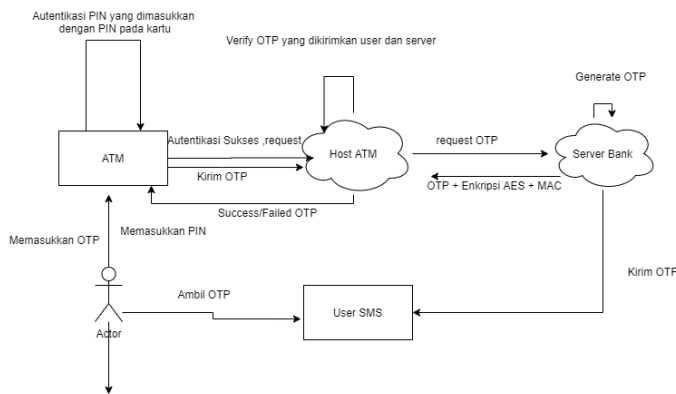 Autentikasi PIN yang dimasukkan
dengan PIN pada kartu
Verify OTP yang dikirimkan user dan server
Generate OTP
ATM
Autentikasi Sukses ,request
Kirim OTP
Host ATM
request OTP
Server Bank
OTP + Enkripsi AES + MAC
Success/Failed OTP
Memasukkan OTP
Memasukkan PIN
Kirim OTP
Ambil OTP
User SMS
Actor